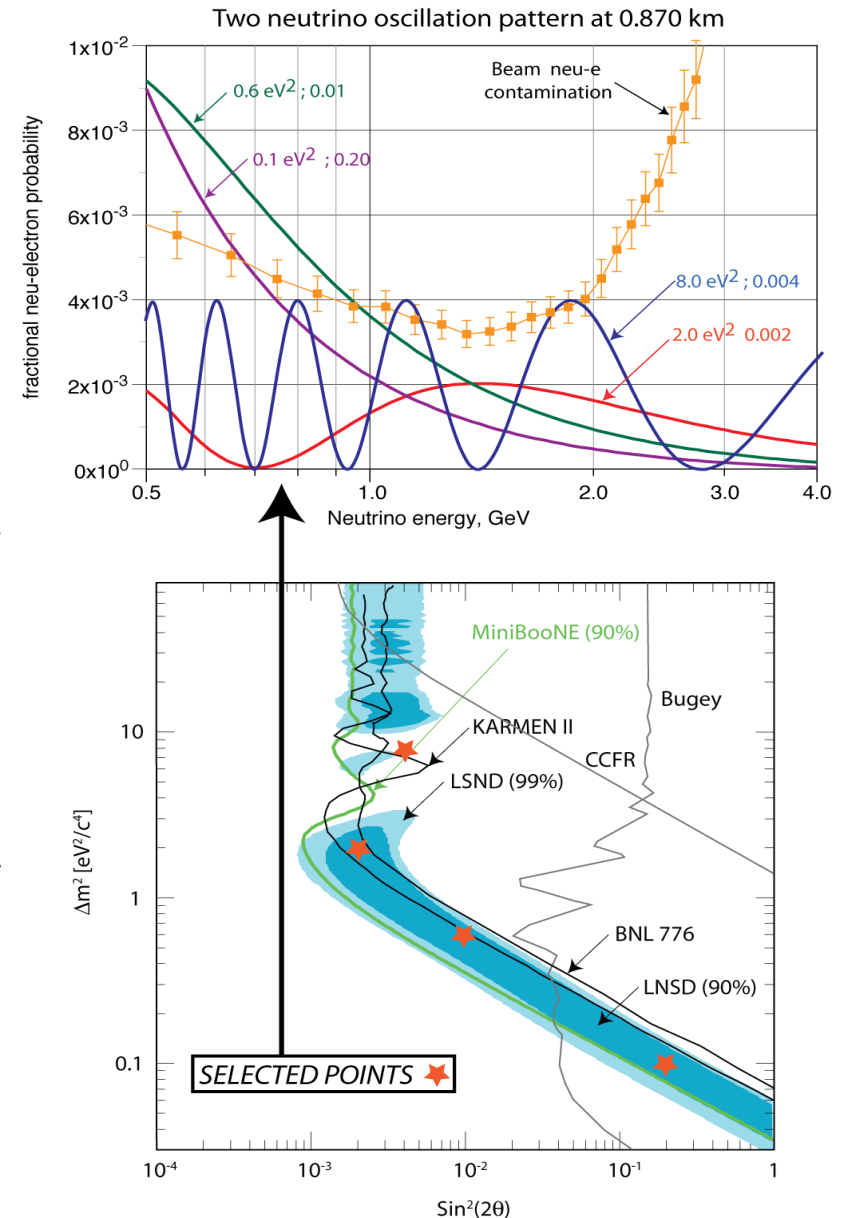 Two neutrino oscillation pattern at 0.870 km
fractional neu-electron probability
1x10⁻²
8x10⁻³
6x10⁻³
4x10⁻³
2x10⁻³
0x10⁰
0.6 eV² ; 0.01
0.1 eV² ; 0.20
Beam neu-e
contamination
8.0 eV² ; 0.004
2.0 eV² 0.002
0.5 1.0 2.0 3.0 4.0
Neutrino energy, GeV
Δm² [eV²/c⁴]
10
1
0.1
MiniBooNE (90%)
Bugey
KARMEN II
CCFR
LSND (99%)
BNL 776
LNSD (90%)
SELECTED POINTS
10⁻⁴ 10⁻³ 10⁻² 10⁻¹ 1
Sin²(2θ)